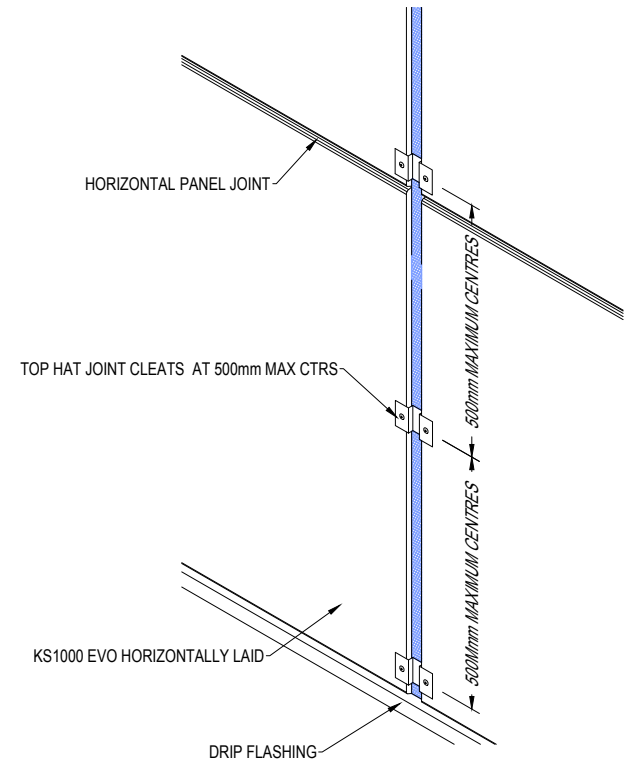 HORIZONTAL PANEL JOINT
500mm MAXIMUM CENTRES
TOP HAT JOINT CLEATS AT 500mm MAX CTRS
500Mmm MAXIMUM CENTRES
KS1000 EVO HORIZONTALLY LAID
DRIP FLASHING